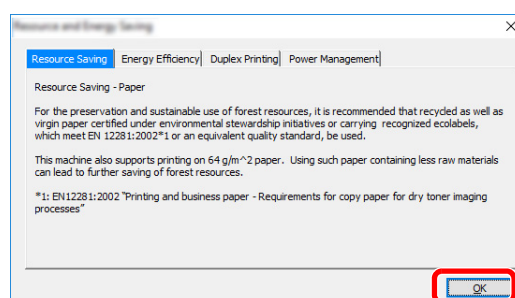 Resource and Energy Saving
Resource Saving Energy Efficiency Duplex Printing Power Management
Resource Saving - Paper
For the preservation and sustainable use of forest resources, it is recommended that recycled as well as
virgin paper certified under environmental stewardship initiatives or carrying recognized ecolabels,
which meet EN 12281:2002*1 or an equivalent quality standard, be used.
This machine also supports printing on 64 g/m^2 paper. Using such paper containing less raw materials
can lead to further saving of forest resources.
*1: EN12281:2002 "Printing and business paper - Requirements for copy paper for dry toner imaging
processes"
OK